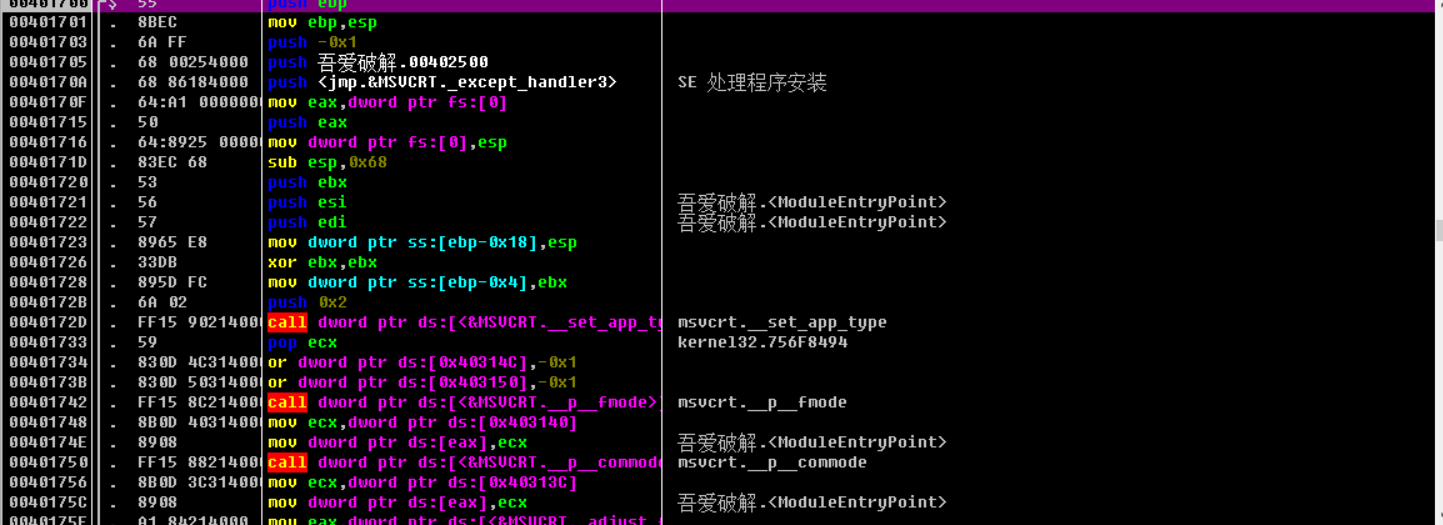 00401700 $ 55 push ebp
00401701 . 8BEC mov ebp,esp
00401703 . 6A FF push -0x1
00401705 . 68 00254000 push 吾爱破解.00402500
0040170A . 68 86184000 push <jmp.&MSVCRT._except_handler3> SE 处理程序安装
0040170F . 64:A1 000000 mov eax,dword ptr fs:[0]
00401715 . 50 push eax
00401716 . 64:8925 0000 mov dword ptr fs:[0],esp
0040171D . 83EC 68 sub esp,0x68
00401720 . 53 push ebx
00401721 . 56 push esi 吾爱破解.<ModuleEntryPoint>
00401722 . 57 push edi 吾爱破解.<ModuleEntryPoint>
00401723 . 8965 E8 mov dword ptr ss:[ebp-0x18],esp
00401726 . 33DB xor ebx,ebx
00401728 . 895D FC mov dword ptr ss:[ebp-0x4],ebx
0040172B . 6A 02 push 0x2
0040172D . FF15 90214000 call dword ptr ds:[<&MSVCRT.__set_app_ty msvcrt.__set_app_type
00401733 . 59 pop ecx kernel32.756F8494
00401734 . 830D 4C314000 or dword ptr ds:[0x40314C],-0x1
0040173B . 830D 50314000 or dword ptr ds:[0x403150],-0x1
00401742 . FF15 8C214000 call dword ptr ds:[<&MSVCRT.__p__fmode>] msvcrt.__p__fmode
00401748 . 8B0D 40314000 mov ecx,dword ptr ds:[0x403140]
0040174E . 8908 mov dword ptr ds:[eax],ecx 吾爱破解.<ModuleEntryPoint>
00401750 . FF15 88214000 call dword ptr ds:[<&MSVCRT.__p__commode msvcrt.__p__commode
00401756 . 8B0D 3C314000 mov ecx,dword ptr ds:[0x40313C]
0040175C . 8908 mov dword ptr ds:[eax],ecx 吾爱破解.<ModuleEntryPoint>
0040175E . A1 84214000 mov eax,dword ptr ds:[<&MSVCRT._adjust_